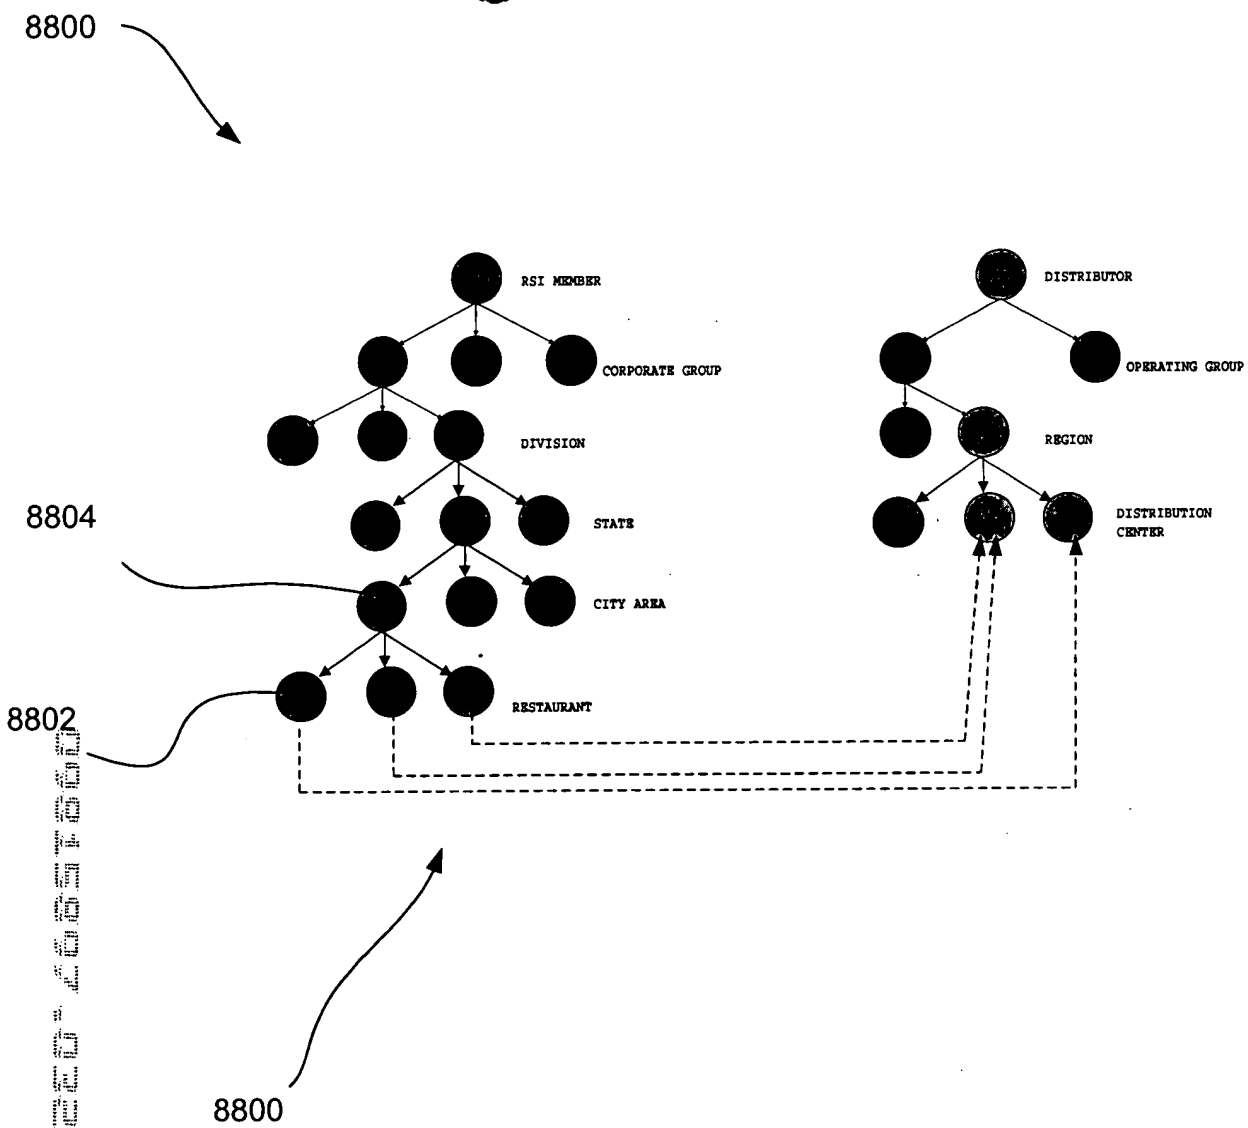 8800
RSI MEMBER
DISTRIBUTOR
CORPORATE GROUP
OPERATING GROUP
DIVISION
REGION
8804
STATE
DISTRIBUTION
CENTER
CITY AREA
RESTAURANT
8802
8800